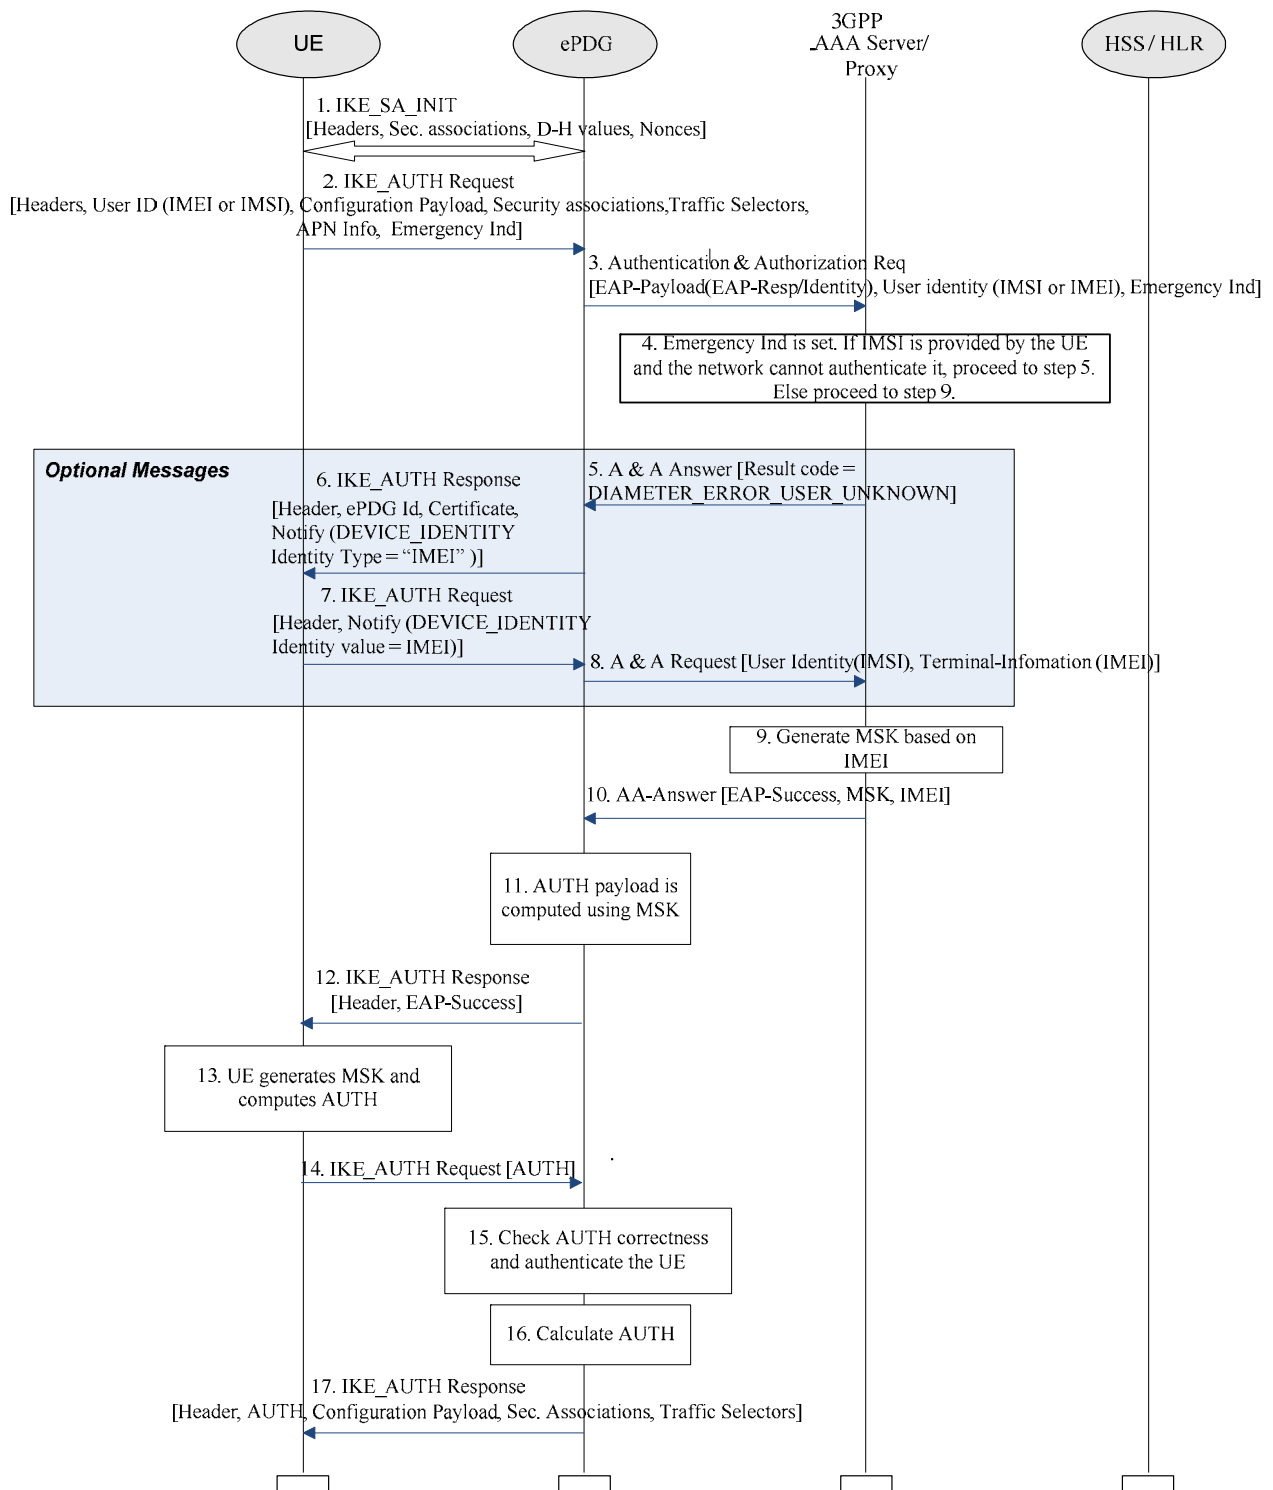 UE
ePDG
3GPP
AAA Server/
Proxy
HSS / HLR
1. IKE_SA_INIT
[Headers, Sec. associations, D-H values, Nonces]
2. IKE_AUTH Request
[Headers, User ID (IMEI or IMSI), Configuration Payload, Security associations,Traffic Selectors,
APN Info, Emergency Ind]
3. Authentication & Authorization Req
[EAP-Payload(EAP-Resp/Identity), User identity (IMSI or IMEI), Emergency Ind]
4. Emergency Ind is set. If IMSI is provided by the UE
and the network cannot authenticate it, proceed to step 5.
Else proceed to step 9.
Optional Messages
5. A & A Answer [Result code =
DIAMETER_ERROR_USER_UNKNOWN]
6. IKE_AUTH Response
[Header, ePDG Id, Certificate,
Notify (DEVICE_IDENTITY
Identity Type = “IMEI” )]
7. IKE_AUTH Request
[Header, Notify (DEVICE_IDENTITY
Identity value = IMEI)]
8. A & A Request [User Identity(IMSI), Terminal-Infomation (IMEI)]
9. Generate MSK based on
IMEI
10. AA-Answer [EAP-Success, MSK, IMEI]
11. AUTH payload is
computed using MSK
12. IKE_AUTH Response
[Header, EAP-Success]
13. UE generates MSK and
computes AUTH
14. IKE_AUTH Request [AUTH]
15. Check AUTH correctness
and authenticate the UE
16. Calculate AUTH
17. IKE_AUTH Response
[Header, AUTH, Configuration Payload, Sec. Associations, Traffic Selectors]